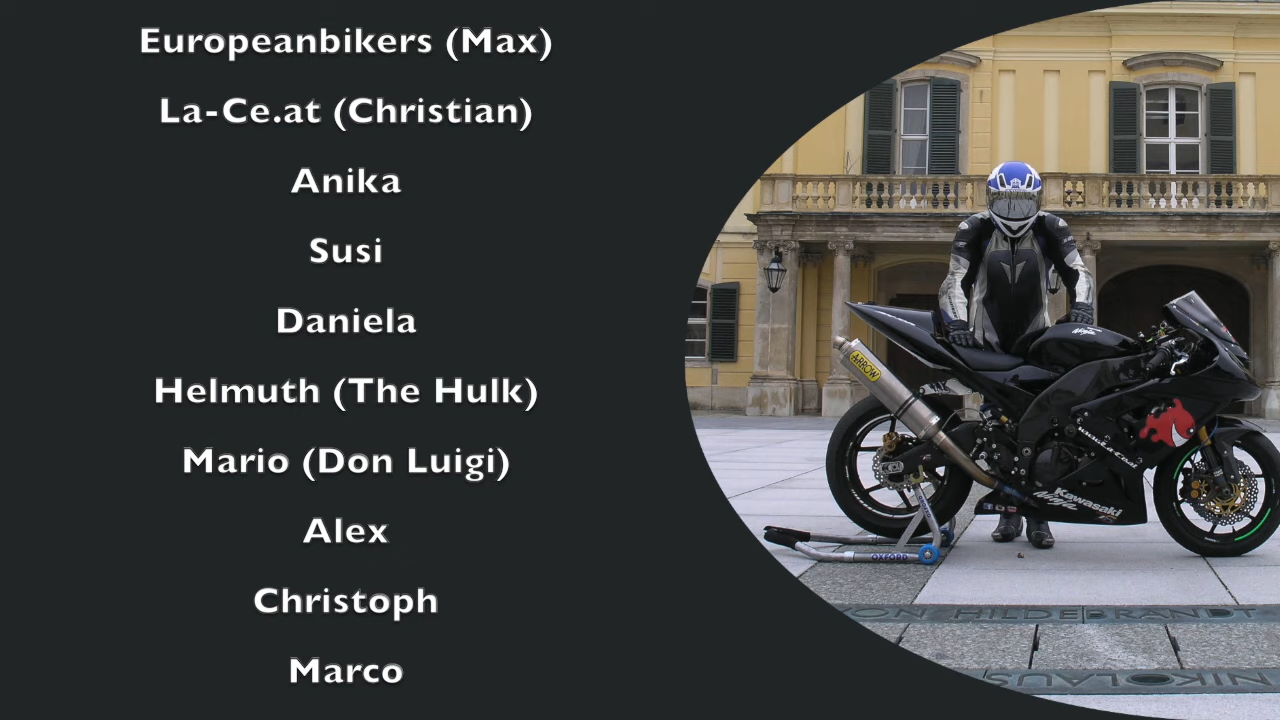 Europeanbikers (Max)
La-Ce.at (Christian)
Anika
Susi
Daniela
Helmuth (The Hulk)
Mario (Don Luigi)
Alex
Christoph
Marco
ARROW
Ninja
Kawasaki
Ninja
OXFORD
VON HILDEBRANDT
NIKOLAUS